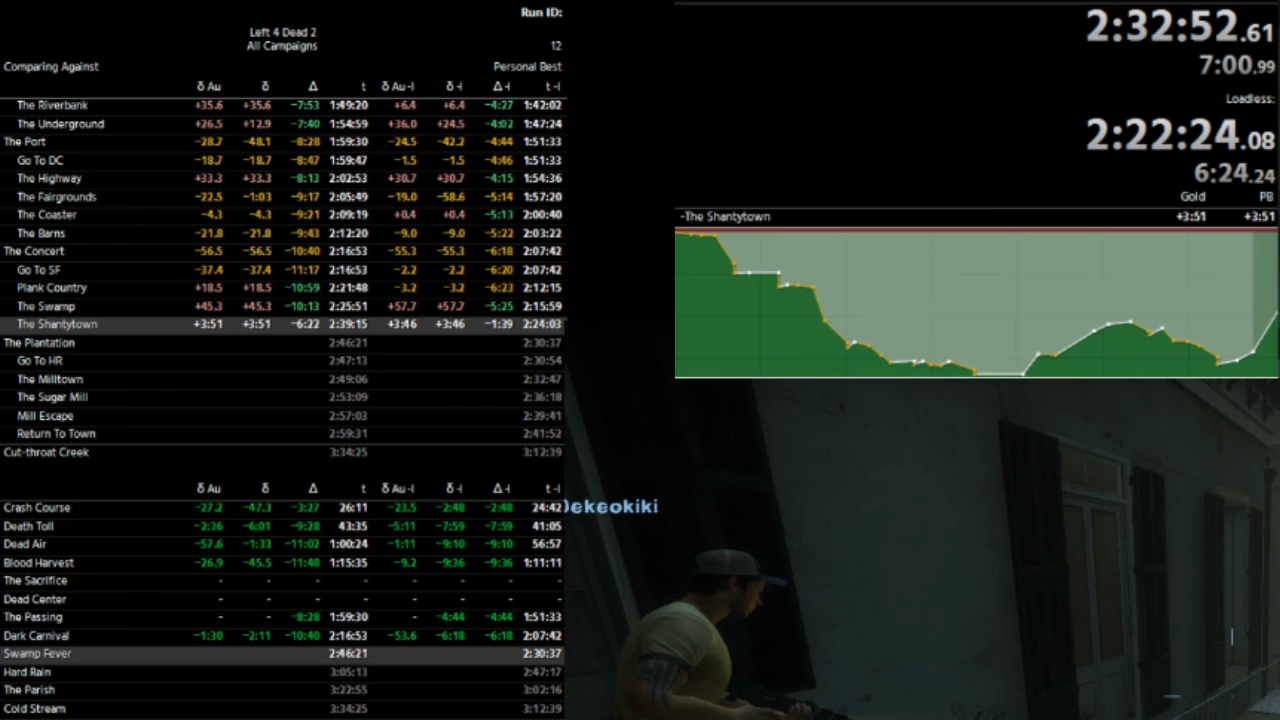 Run ID:
Left 4 Dead 2
All Campaigns
12
Comparing Against Personal Best
δ Au δ Δ t δ Au-I δ -I Δ -I t -I
The Riverbank +35.6 +35.6 −7:53 1:49:20 +6.4 +6.4 −4:27 1:42:02
The Underground +26.5 +12.9 −7:40 1:54:59 +36.0 +24.5 −4:02 1:47:24
The Port −28.7 −48.1 −8:28 1:59:30 −24.5 −42.2 −4:44 1:51:33
Go To DC −18.7 −18.7 −8:47 1:59:47 −1.5 −1.5 −4:46 1:51:33
The Highway +33.3 +33.3 −8:13 2:02:53 +30.7 +30.7 −4:15 1:54:36
The Fairgrounds −22.5 −1:03 −9:17 2:05:49 −19.0 −58.6 −5:14 1:57:20
The Coaster −4.3 −4.3 −9:21 2:09:19 +0.4 +0.4 −5:13 2:00:40
The Barns −21.8 −21.8 −9:43 2:12:20 −9.0 −9.0 −5:22 2:03:22
The Concert −56.5 −56.5 −10:40 2:16:53 −55.3 −55.3 −6:18 2:07:42
Go To SF −37.4 −37.4 −11:17 2:16:53 −2.2 −2.2 −6:20 2:07:42
Plank Country +18.5 +18.5 −10:59 2:21:48 −3.2 −3.2 −6:23 2:12:15
The Swamp +45.3 +45.3 −10:13 2:25:51 +57.7 +57.7 −5:25 2:15:59
The Shantytown +3:51 +3:51 −6:22 2:39:15 +3:46 +3:46 −1:39 2:24:03
The Plantation 2:46:21 2:30:37
Go To HR 2:47:13 2:30:54
The Milltown 2:49:06 2:32:47
The Sugar Mill 2:53:09 2:36:18
Mill Escape 2:57:03 2:39:41
Return To Town 2:59:31 2:41:52
Cut-throat Creek 3:34:25 3:12:39
δ Au δ Δ t δ Au-I δ -I Δ -I t -I
Crash Course −27.2 −47.3 −3:27 26:11 −23.5 −2:48 −2:48 24:42
Death Toll −2:36 −6:01 −9:28 43:35 −5:11 −7:59 −7:59 41:05
Dead Air −57.6 −1:33 −11:02 1:00:24 −1:11 −9:10 −9:10 56:57
Blood Harvest −26.9 −45.5 −11:48 1:15:35 −9.2 −9:36 −9:36 1:11:11
The Sacrifice - - - - - - - -
Dead Center - - - - - - - -
The Passing - - −8:28 1:59:30 - −4:44 −4:44 1:51:33
Dark Carnival −1:30 −2:11 −10:40 2:16:53 −53.6 −6:18 −6:18 2:07:42
Swamp Fever 2:46:21 2:30:37
Hard Rain 3:05:13 2:47:17
The Parish 3:22:55 3:02:16
Cold Stream 3:34:25 3:12:39
2:32:52.61
7:00.99
Loadless:
2:22:24.08
6:24.24
Gold PB
-The Shantytown +3:51 +3:51
ekeokiki